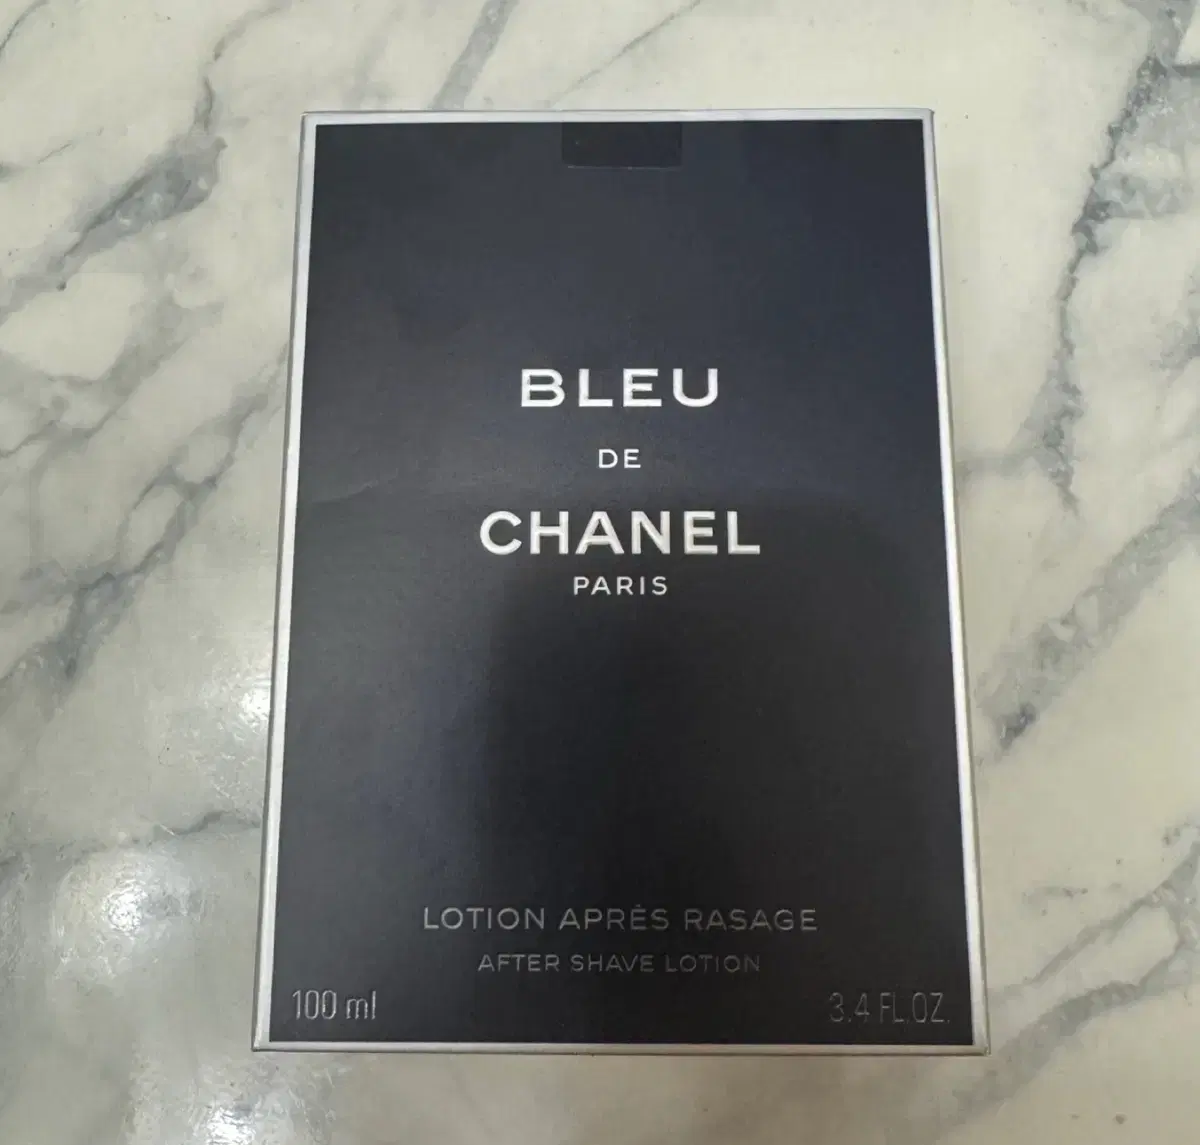 BLEU
DE
CHANEL
PARIS
LOTION APRÈS RASAGE
AFTER SHAVE LOTION
100 ml 3.4 FL.OZ.